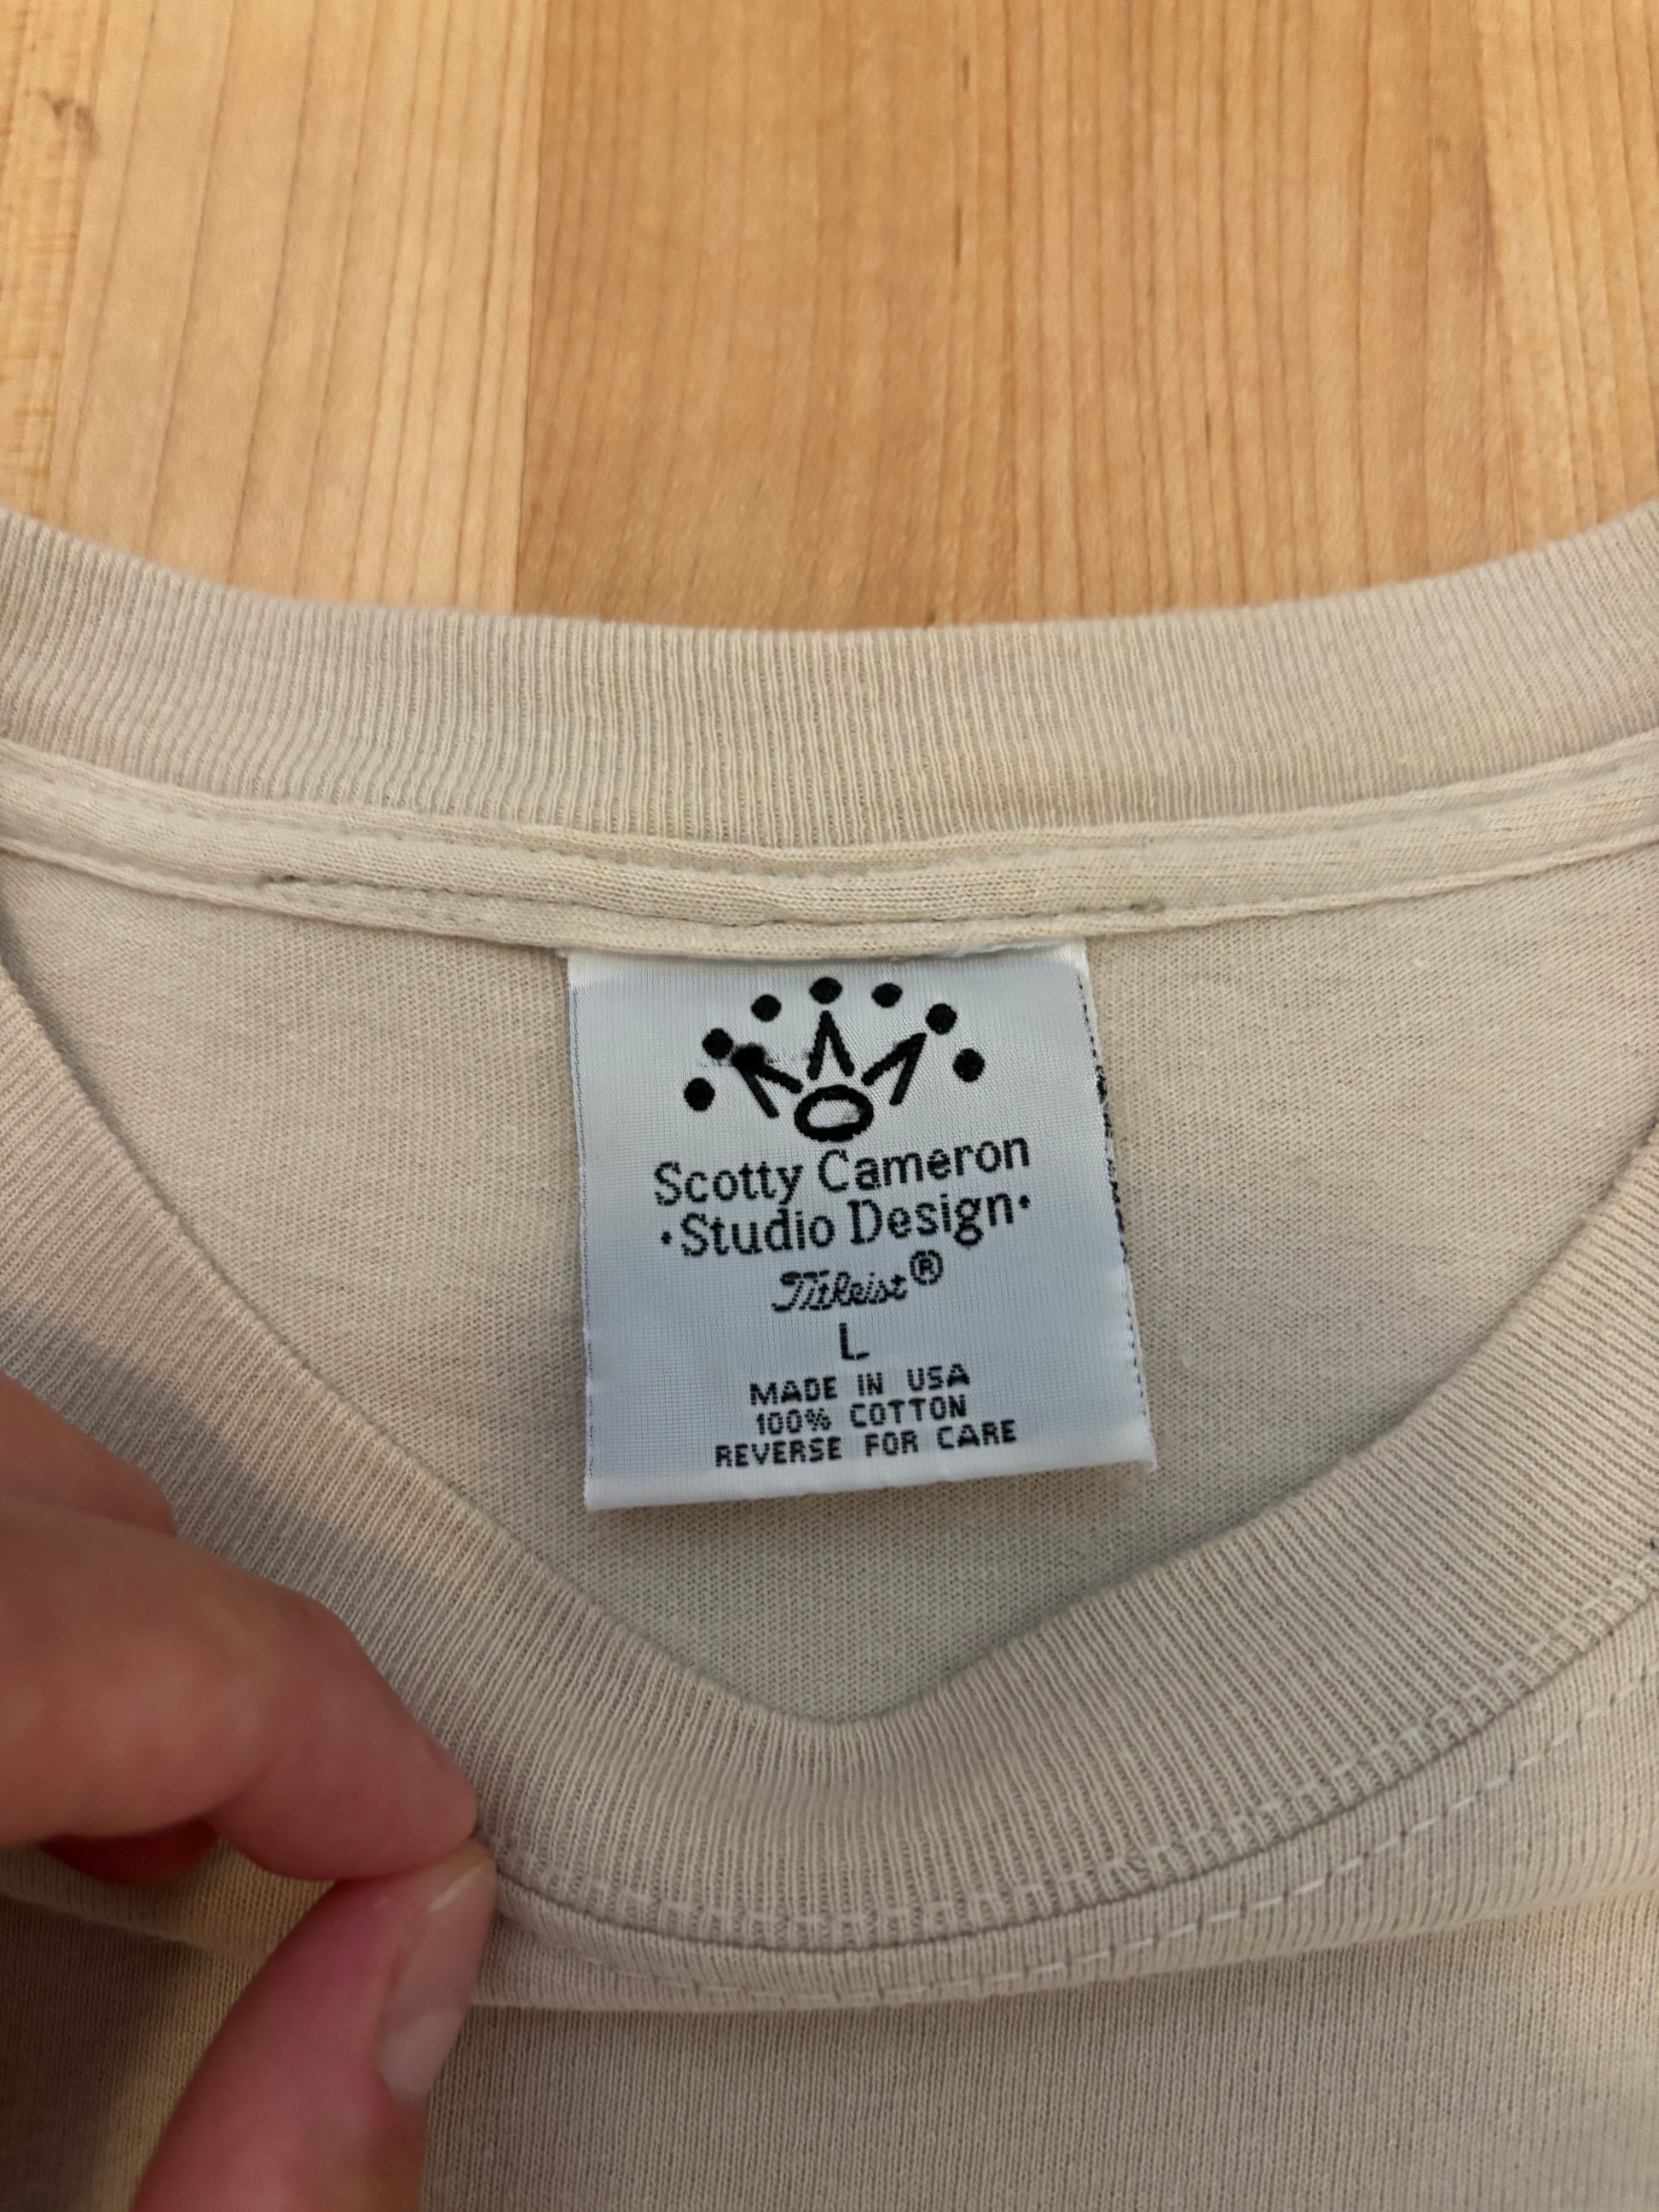 Scotty Cameron
·Studio Design·
Titleist®
L
MADE IN USA
100% COTTON
REVERSE FOR CARE